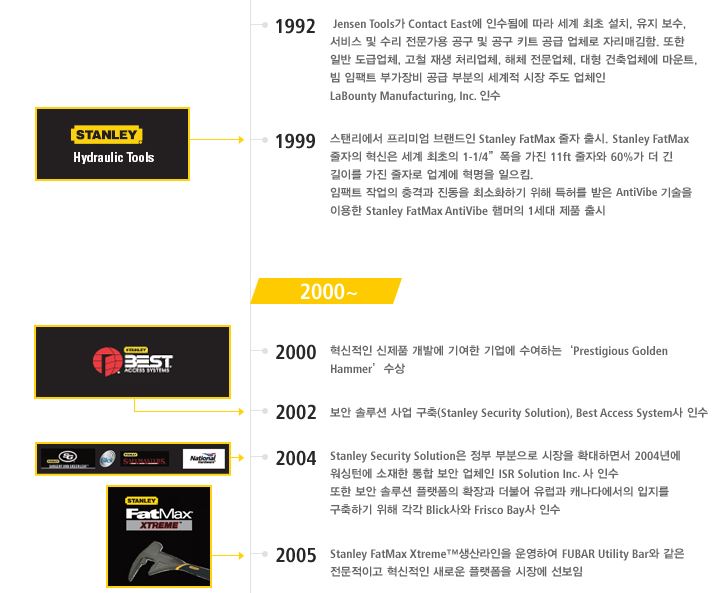 1992
Jensen Tools가 Contact East에 인수됨에 따라 세계 최초 설치, 유지 보수,
서비스 및 수리 전문가용 공구 및 공구 키트 공급 업체로 자리매김함. 또한
일반 도급업체, 고철 재생 처리업체, 해체 전문업체, 대형 건축업체에 마운트,
빔 임팩트 부가장비 공급 부분의 세계적 시장 주도 업체인
LaBounty Manufacturing, Inc. 인수
STANLEY
Hydraulic Tools
1999
스탠리에서 프리미엄 브랜드인 Stanley FatMax 줄자 출시. Stanley FatMax
줄자의 혁신은 세계 최초의 1-1/4” 폭을 가진 11ft 줄자와 60%가 더 긴
길이를 가진 줄자로 업계에 혁명을 일으킴.
임팩트 작업의 충격과 진동을 최소화하기 위해 특허를 받은 AntiVibe 기술을
이용한 Stanley FatMax AntiVibe 햄머의 1세대 제품 출시
2000~
STANLEY
BEST
ACCESS SYSTEMS
2000
혁신적인 신제품 개발에 기여한 기업에 수여하는 ‘Prestigious Golden
Hammer’ 수상
2002
보안 솔루션 사업 구축(Stanley Security Solution), Best Access System사 인수
National
2004
Stanley Security Solution은 정부 부분으로 시장을 확대하면서 2004년에
워싱턴에 소재한 통합 보안 업체인 ISR Solution Inc. 사 인수
또한 보안 솔루션 플랫폼의 확장과 더불어 유럽과 캐나다에서의 입지를
구축하기 위해 각각 Blick사와 Frisco Bay사 인수
STANLEY
FatMax
XTREME™
2005
Stanley FatMax Xtreme™생산라인을 운영하여 FUBAR Utility Bar와 같은
전문적이고 혁신적인 새로운 플랫폼을 시장에 선보임